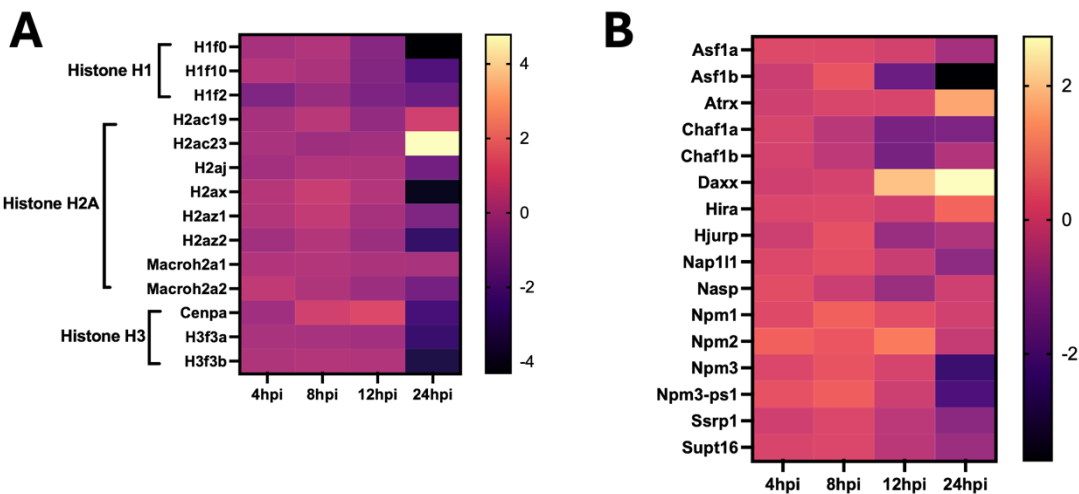 A
Histone H1
H1f0
H1f10
H1f2
Histone H2A
H2ac19
H2ac23
H2aj
H2ax
H2az1
H2az2
Macroh2a1
Macroh2a2
Histone H3
Cenpa
H3f3a
H3f3b
4hpi 8hpi 12hpi 24hpi
4
2
0
-2
-4
B
Asf1a
Asf1b
Atrx
Chaf1a
Chaf1b
Daxx
Hira
Hjurp
Nap1l1
Nasp
Npm1
Npm2
Npm3
Npm3-ps1
Ssrp1
Supt16
4hpi 8hpi 12hpi 24hpi
2
0
-2